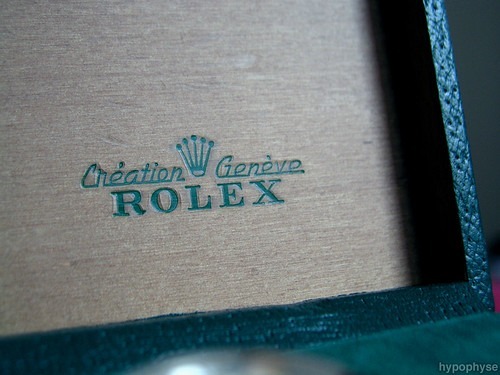 Création Genève
ROLEX
hypophyse